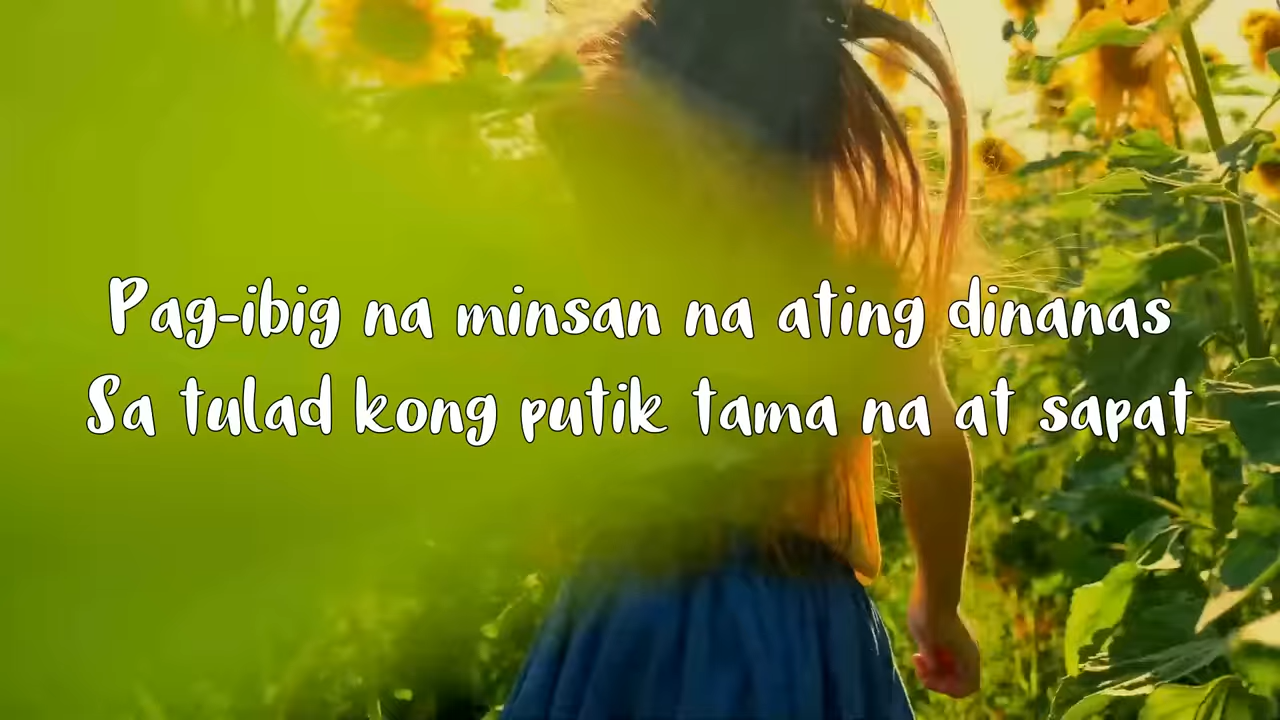 Pag-ibig na minsan na ating dinanas
Sa tulad kong putik tama na at sapat